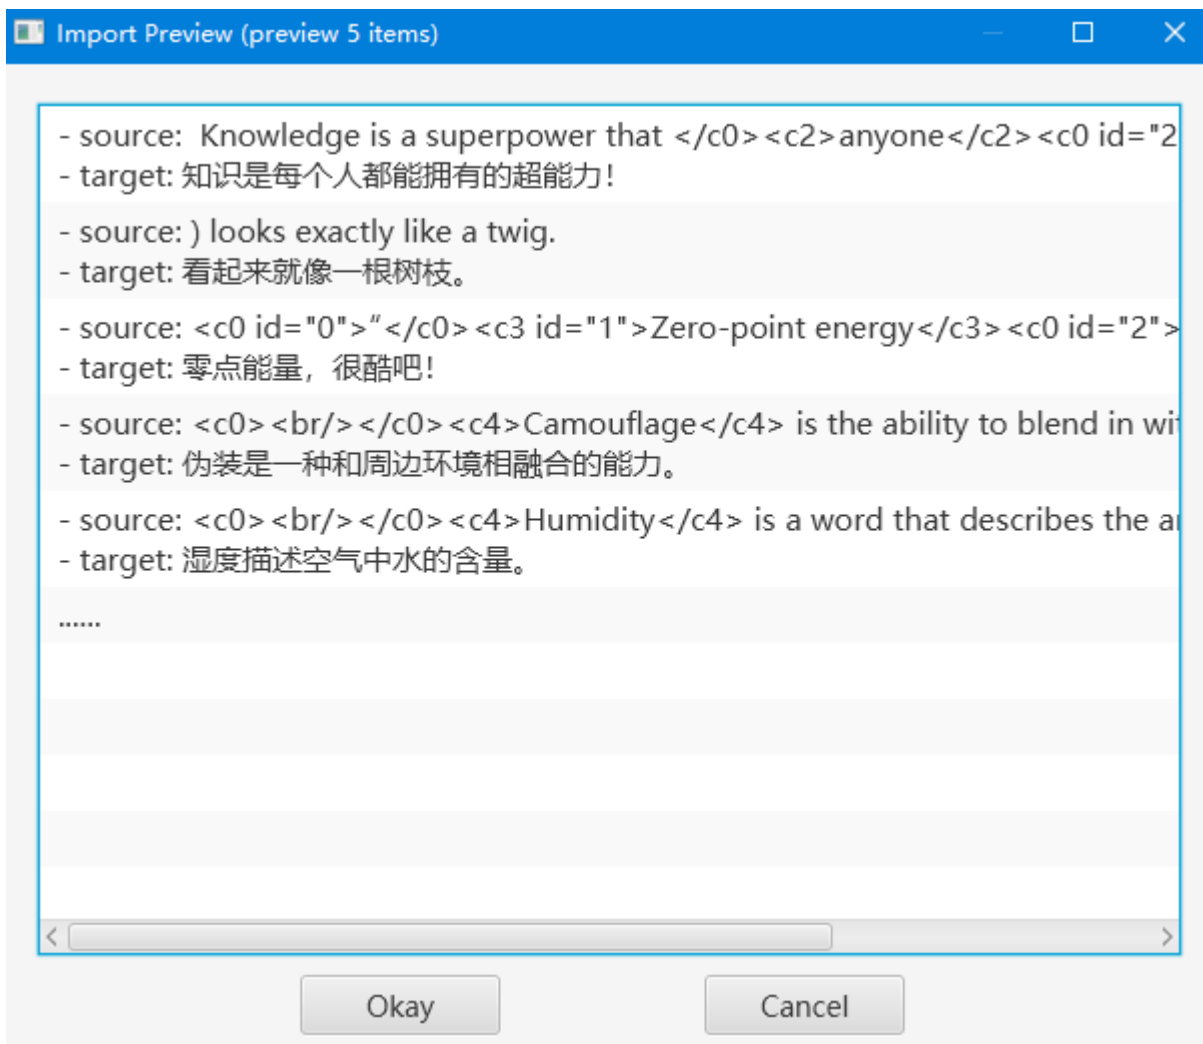 Import Preview (preview 5 items)
- source:  Knowledge is a superpower that </c0><c2>anyone</c2><c0 id="2
- target: 知识是每个人都能拥有的超能力！
- source: ) looks exactly like a twig.
- target: 看起来就像一根树枝。
- source: <c0 id="0">“</c0><c3 id="1">Zero-point energy</c3><c0 id="2">
- target: 零点能量，很酷吧！
- source: <c0><br/></c0><c4>Camouflage</c4> is the ability to blend in wit
- target: 伪装是一种和周边环境相融合的能力。
- source: <c0><br/></c0><c4>Humidity</c4> is a word that describes the a
- target: 湿度描述空气中水的含量。
......
Okay
Cancel